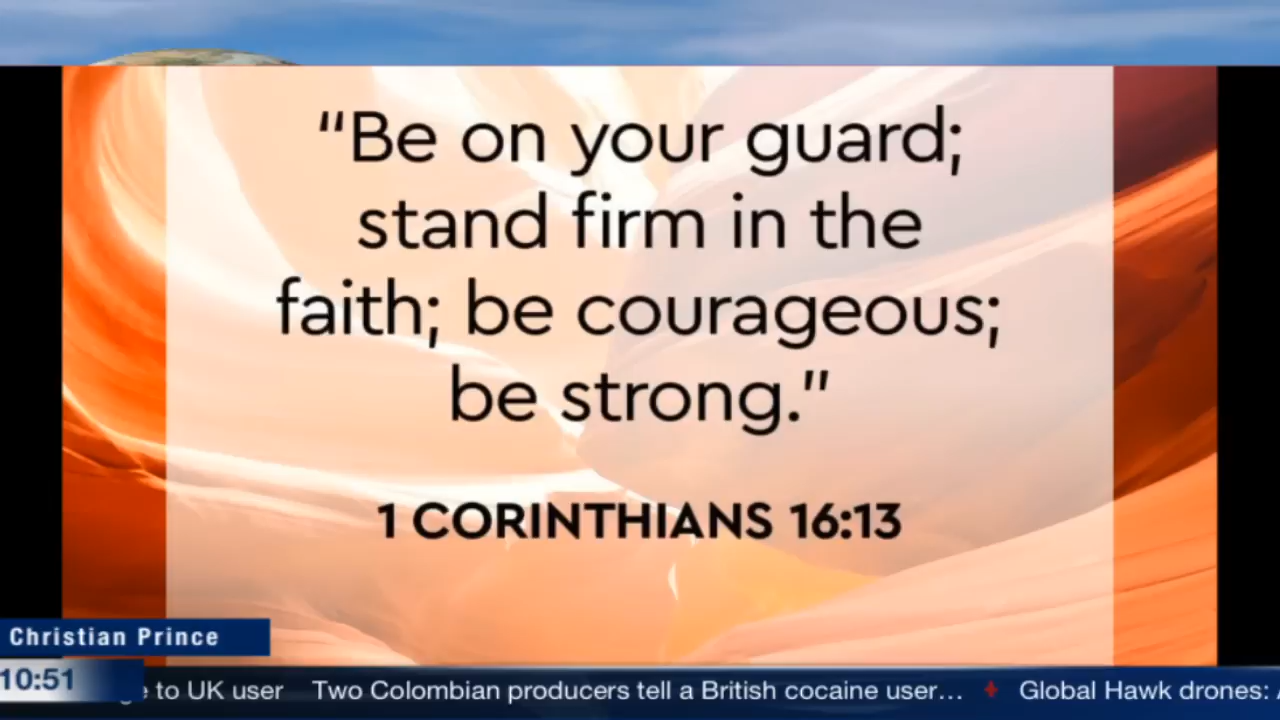 “Be on your guard;
stand firm in the
faith; be courageous;
be strong.”
1 CORINTHIANS 16:13
Christian Prince
10:51
to UK user Two Colombian producers tell a British cocaine user... Global Hawk drones: